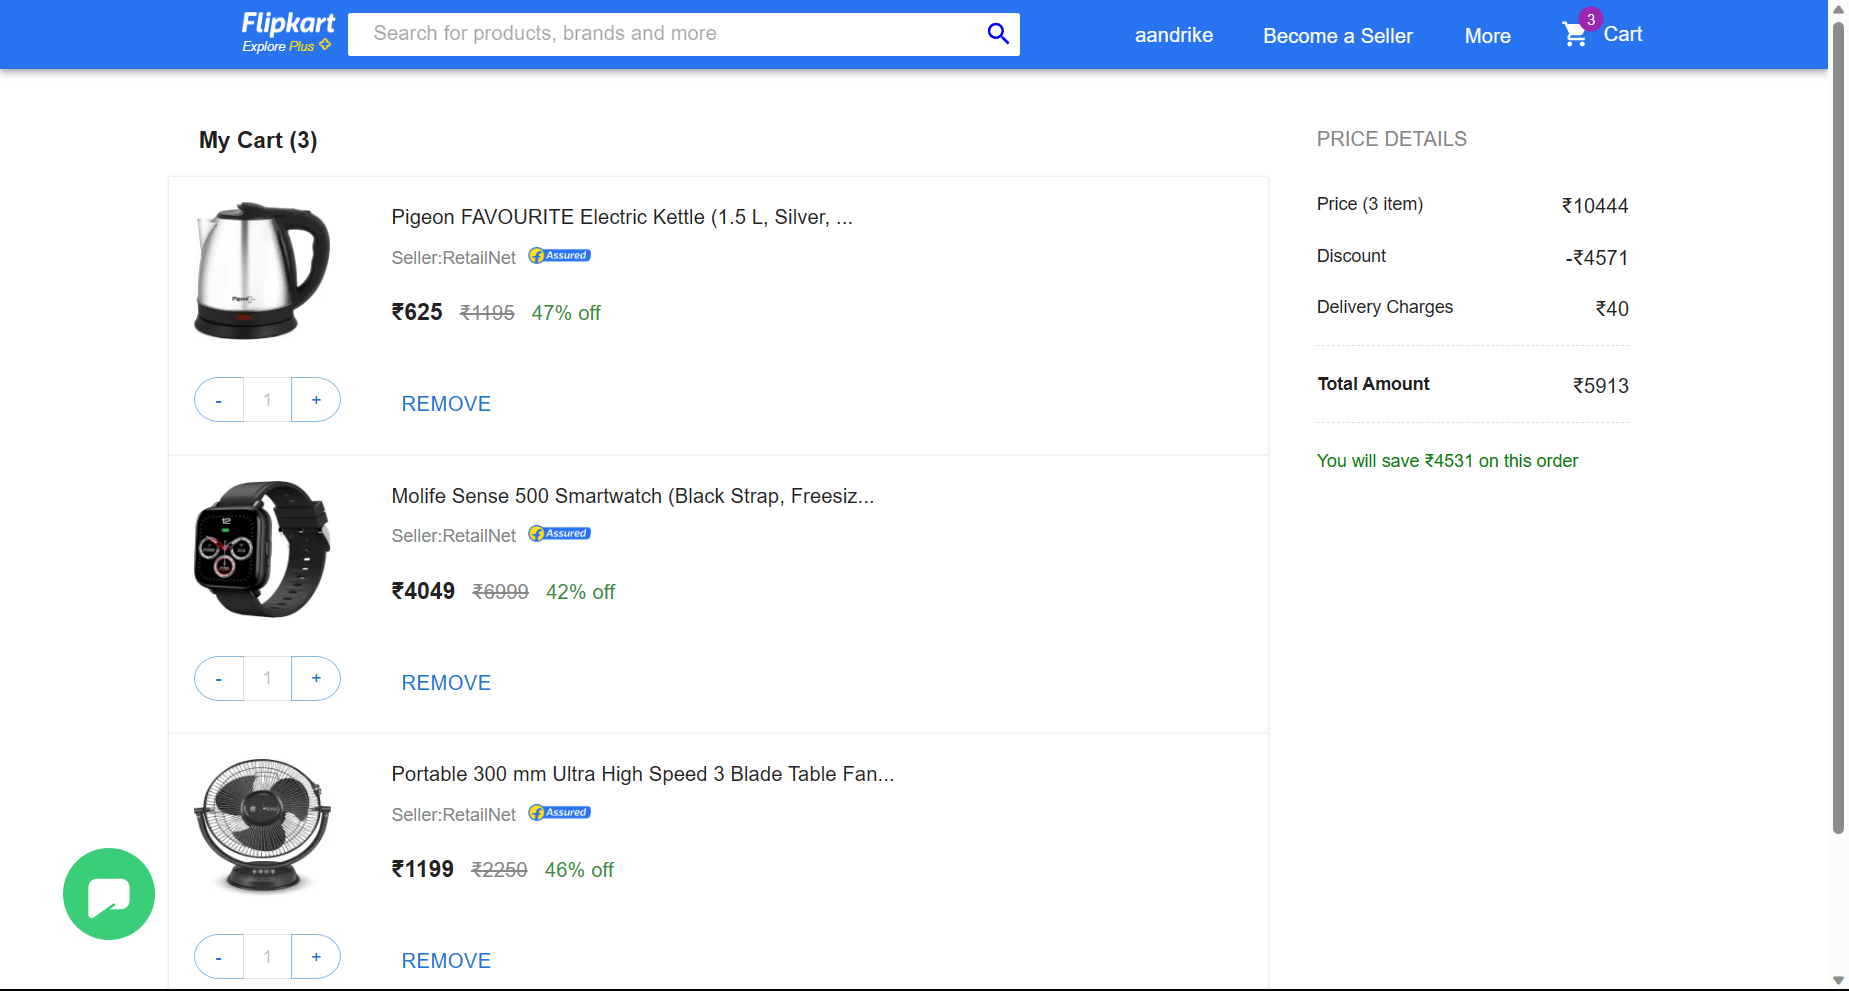 Flipkart
Explore Plus
Search for products, brands and more
aandrike
Become a Seller
More
3
Cart
My Cart (3)
Pigeon FAVOURITE Electric Kettle (1.5 L, Silver, ...
Seller:RetailNet
Assured
₹625 ₹1195 47% off
- 1 +
REMOVE
Molife Sense 500 Smartwatch (Black Strap, Freesiz...
Seller:RetailNet
Assured
₹4049 ₹6999 42% off
- 1 +
REMOVE
Portable 300 mm Ultra High Speed 3 Blade Table Fan...
Seller:RetailNet
Assured
₹1199 ₹2250 46% off
- 1 +
REMOVE
PRICE DETAILS
Price (3 item) ₹10444
Discount -₹4571
Delivery Charges ₹40
Total Amount ₹5913
You will save ₹4531 on this order